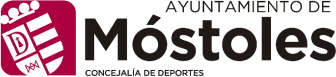 AYUNTAMIENTO DE
Móstoles
CONCEJALÍA DE DEPORTES